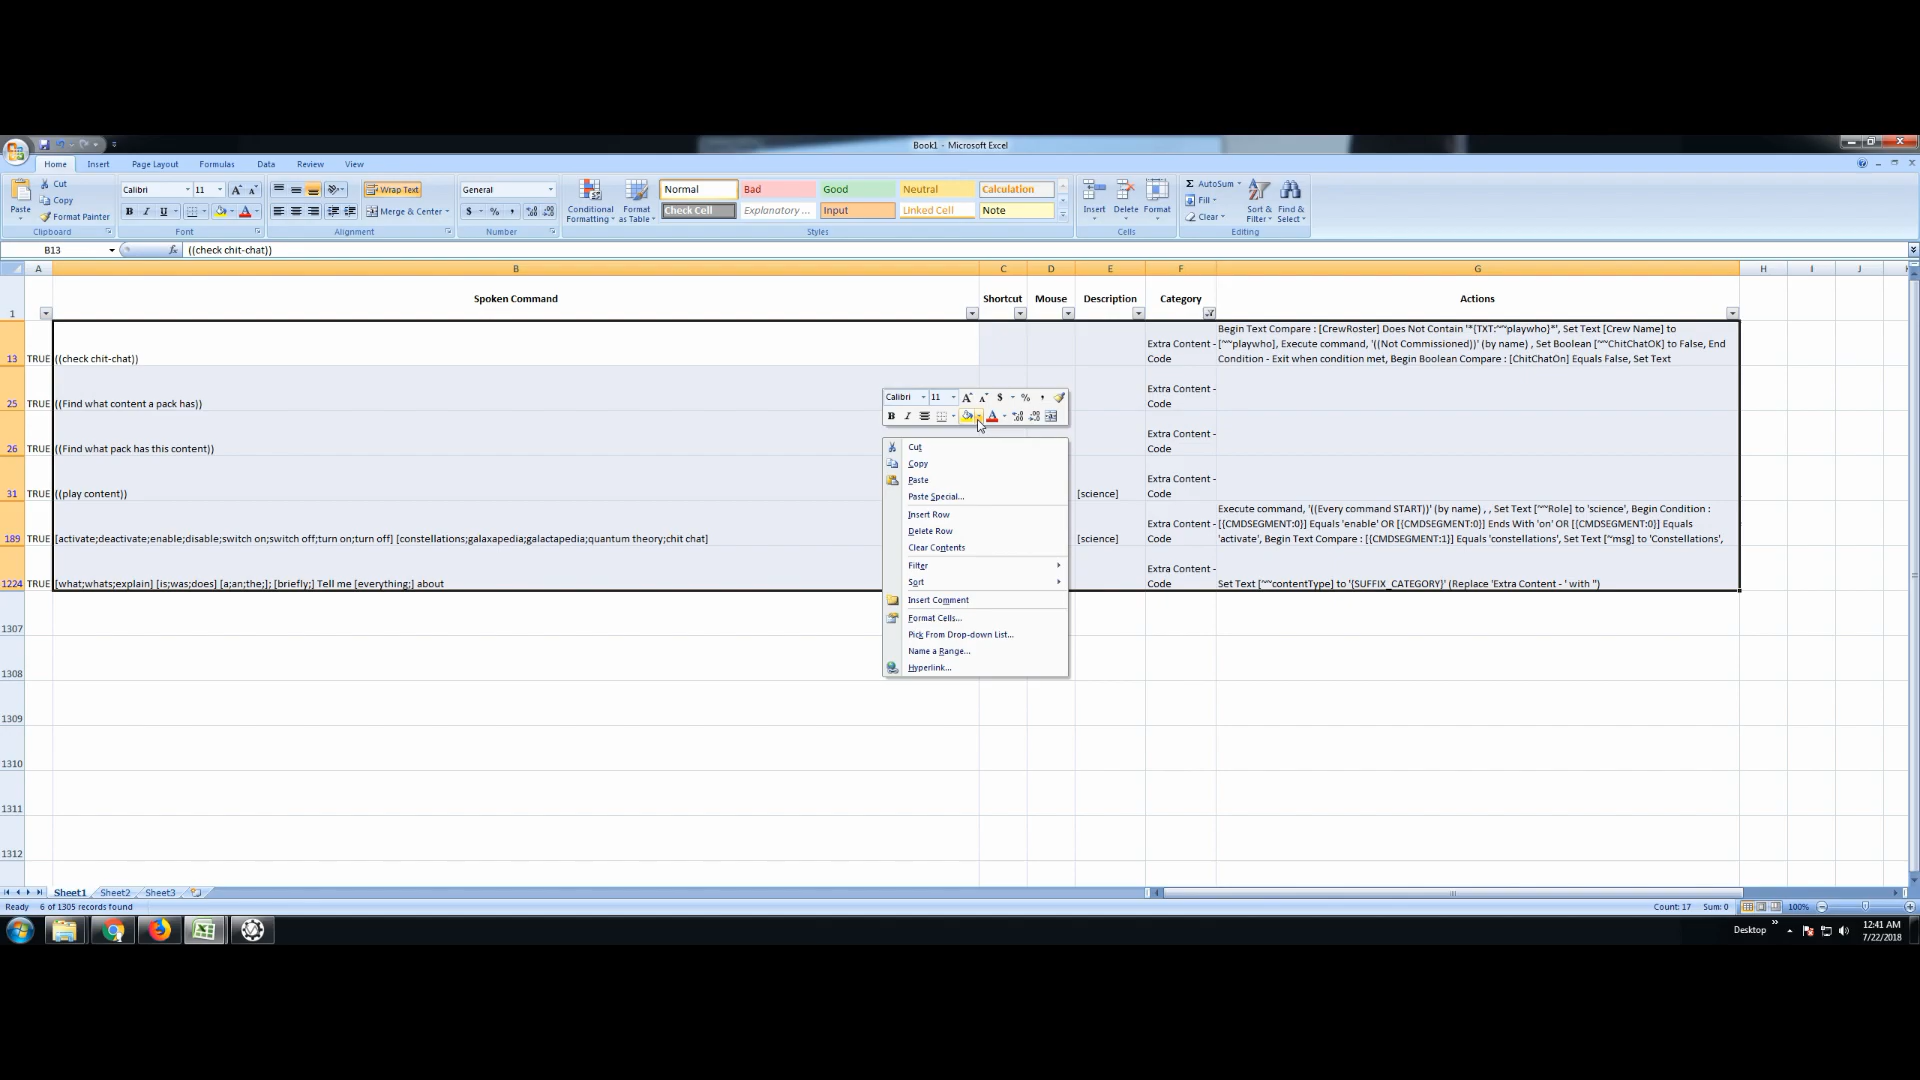 Book1 - Microsoft Excel
Home Insert Page Layout Formulas Data Review View
Paste
Cut
Copy
Format Painter
Clipboard
Calibri 11
B I U
Font
Wrap Text
Merge & Center
Alignment
General
$ % ,
Number
Conditional Formatting
Format as Table
Normal Bad Good Neutral Calculation
Check Cell Explanatory ... Input Linked Cell Note
Styles
Insert Delete Format
Cells
Σ AutoSum
Fill
Clear
Sort & Filter
Find & Select
Editing
B13 fx ((check chit-chat))
A B C D E F G H I J
1 Spoken Command Shortcut Mouse Description Category Actions
13 TRUE ((check chit-chat)) Extra Content - Code
Begin Text Compare : [CrewRoster] Does Not Contain '*{TXT:~~playwho}*', Set Text [Crew Name] to
[~~playwho], Execute command, '((Not Commissioned))' (by name) , Set Boolean [~~ChitChatOK] to False, End
Condition - Exit when condition met, Begin Boolean Compare : [ChitChatOn] Equals False, Set Text
25 TRUE ((Find what content a pack has)) Extra Content - Code
26 TRUE ((Find what pack has this content)) Extra Content - Code
31 TRUE ((play content)) [science] Extra Content - Code
189 TRUE [activate;deactivate;enable;disable;switch on;switch off;turn on;turn off] [constellations;galaxapedia;galactapedia;quantum theory;chit chat] [science] Extra Content - Code
Execute command, '((Every command START))' (by name) , , Set Text [~~Role] to 'science', Begin Condition :
[{CMDSEGMENT:0}] Equals 'enable' OR [{CMDSEGMENT:0}] Ends With 'on' OR [{CMDSEGMENT:0}] Equals
'activate', Begin Text Compare : [{CMDSEGMENT:1}] Equals 'constellations', Set Text [~msg] to 'Constellations',
1224 TRUE [what;whats;explain] [is;was;does] [a;an;the;]; [briefly;] Tell me [everything;] about Extra Content - Code
Set Text [~~contentType] to '{SUFFIX_CATEGORY}' (Replace 'Extra Content - ' with '')
1307
1308
1309
1310
1311
1312
Calibri 11 A A $ % ,
B I A
Cut
Copy
Paste
Paste Special...
Insert Row
Delete Row
Clear Contents
Filter
Sort
Insert Comment
Format Cells...
Pick From Drop-down List...
Name a Range...
Hyperlink...
Sheet1 Sheet2 Sheet3
Ready 6 of 1305 records found
Count: 17 Sum: 0 100%
Desktop
12:41 AM
7/22/2018